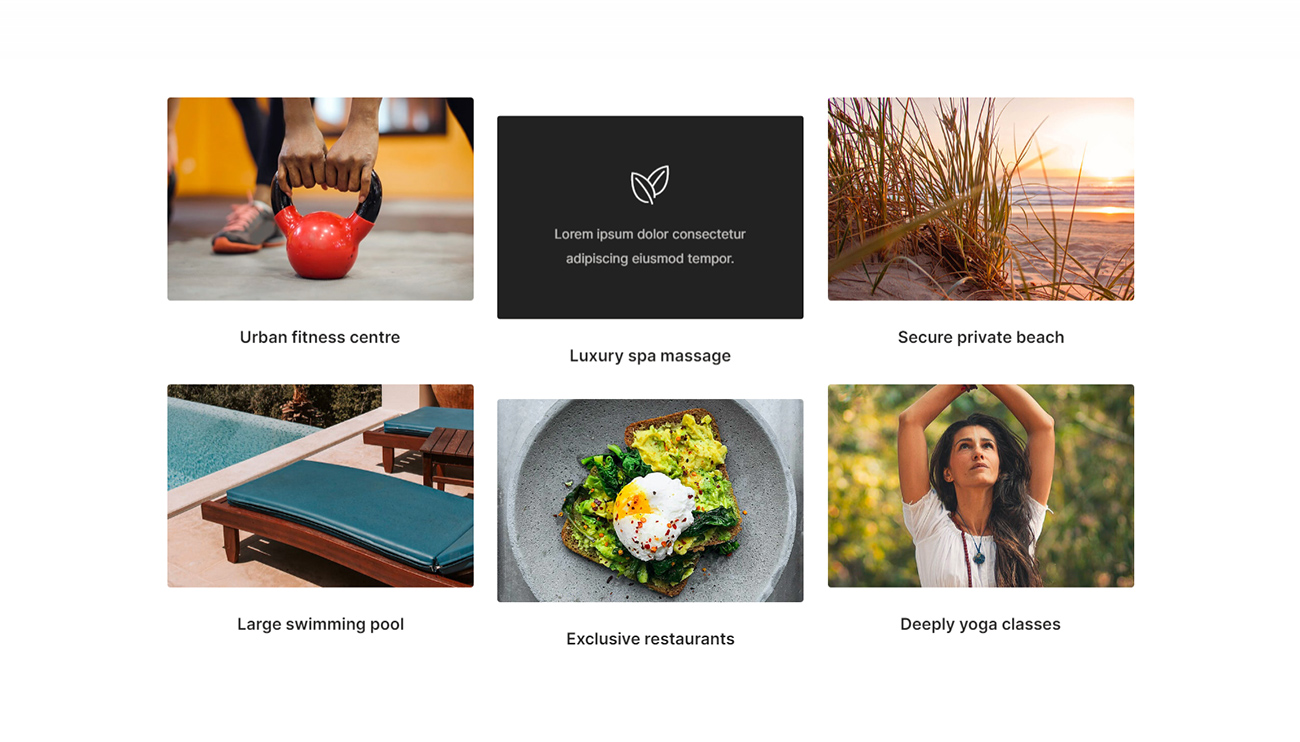 Lorem ipsum dolor consectetur
adipiscing eiusmod tempor.
Urban fitness centre
Luxury spa massage
Secure private beach
Large swimming pool
Exclusive restaurants
Deeply yoga classes